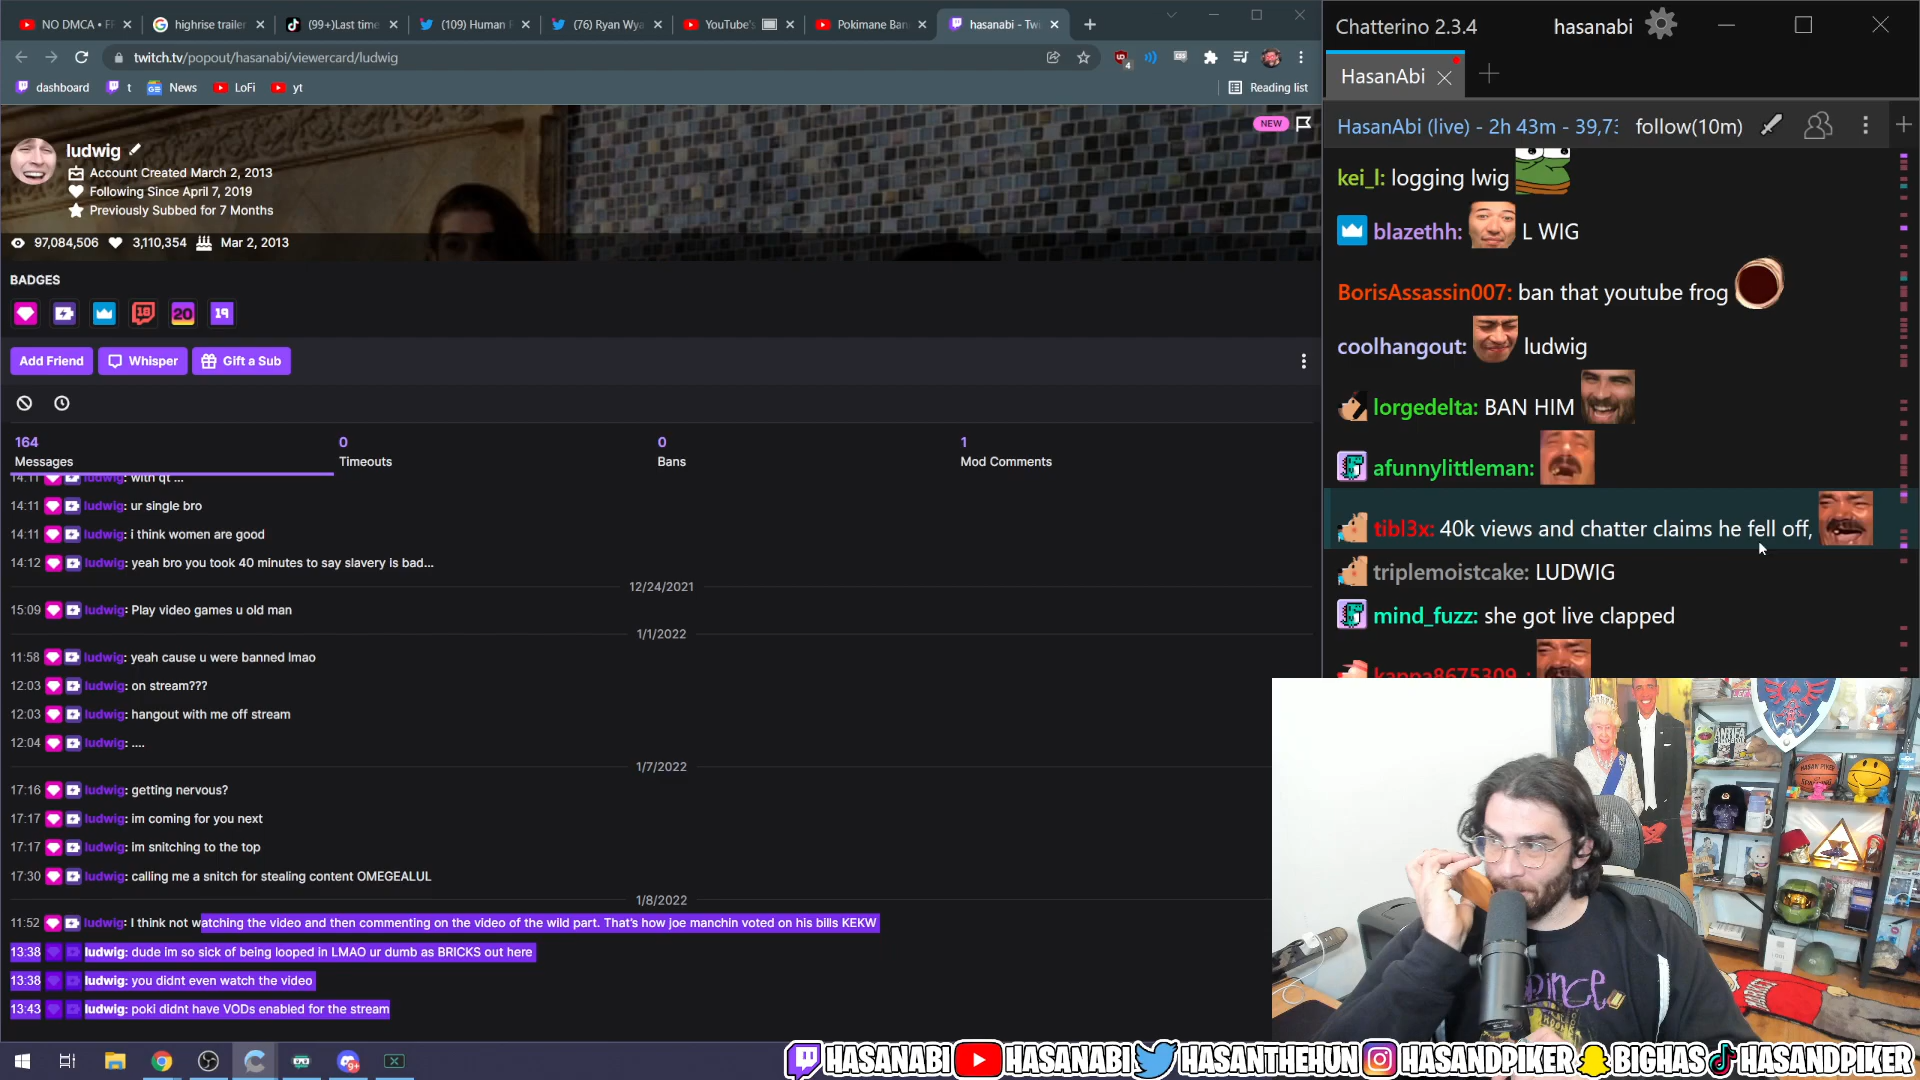 NO DMCA • FF
highrise trailer
(99+)Last time
(109) Human F
(76) Ryan Wya
YouTube's
Pokimane Ban
hasanabi - Twi
twitch.tv/popout/hasanabi/viewercard/ludwig
dashboard
t
News
LoFi
yt
Reading list
NEW
ludwig
Account Created March 2, 2013
Following Since April 7, 2019
Previously Subbed for 7 Months
97,084,506 3,110,354 Mar 2, 2013
BADGES
18 20 19
Add Friend Whisper Gift a Sub
164 0 0 1
Messages Timeouts Bans Mod Comments
14:11 ludwig: with qt ...
14:11 ludwig: ur single bro
14:11 ludwig: i think women are good
14:12 ludwig: yeah bro you took 40 minutes to say slavery is bad...
12/24/2021
15:09 ludwig: Play video games u old man
1/1/2022
11:58 ludwig: yeah cause u were banned lmao
12:03 ludwig: on stream???
12:03 ludwig: hangout with me off stream
12:04 ludwig: ....
1/7/2022
17:16 ludwig: getting nervous?
17:17 ludwig: im coming for you next
17:17 ludwig: im snitching to the top
17:30 ludwig: calling me a snitch for stealing content OMEGEALUL
1/8/2022
11:52 ludwig: I think not watching the video and then commenting on the video of the wild part. That's how joe manchin voted on his bills KEKW
13:38 ludwig: dude im so sick of being looped in LMAO ur dumb as BRICKS out here
13:38 ludwig: you didnt even watch the video
13:43 ludwig: poki didnt have VODs enabled for the stream
Chatterino 2.3.4 hasanabi
HasanAbi
HasanAbi (live) - 2h 43m - 39,73 follow(10m)
kei_l: logging lwig
blazethh: L WIG
BorisAssassin007: ban that youtube frog
coolhangout: ludwig
lorgedelta: BAN HIM
afunnylittleman:
tibl3x: 40k views and chatter claims he fell off,
triplemoistcake: LUDWIG
mind_fuzz: she got live clapped
kappa8675309_:
HASANABI HASANABI HASANTHEHUN HASANDPIKER BIGHAS HASANDPIKER